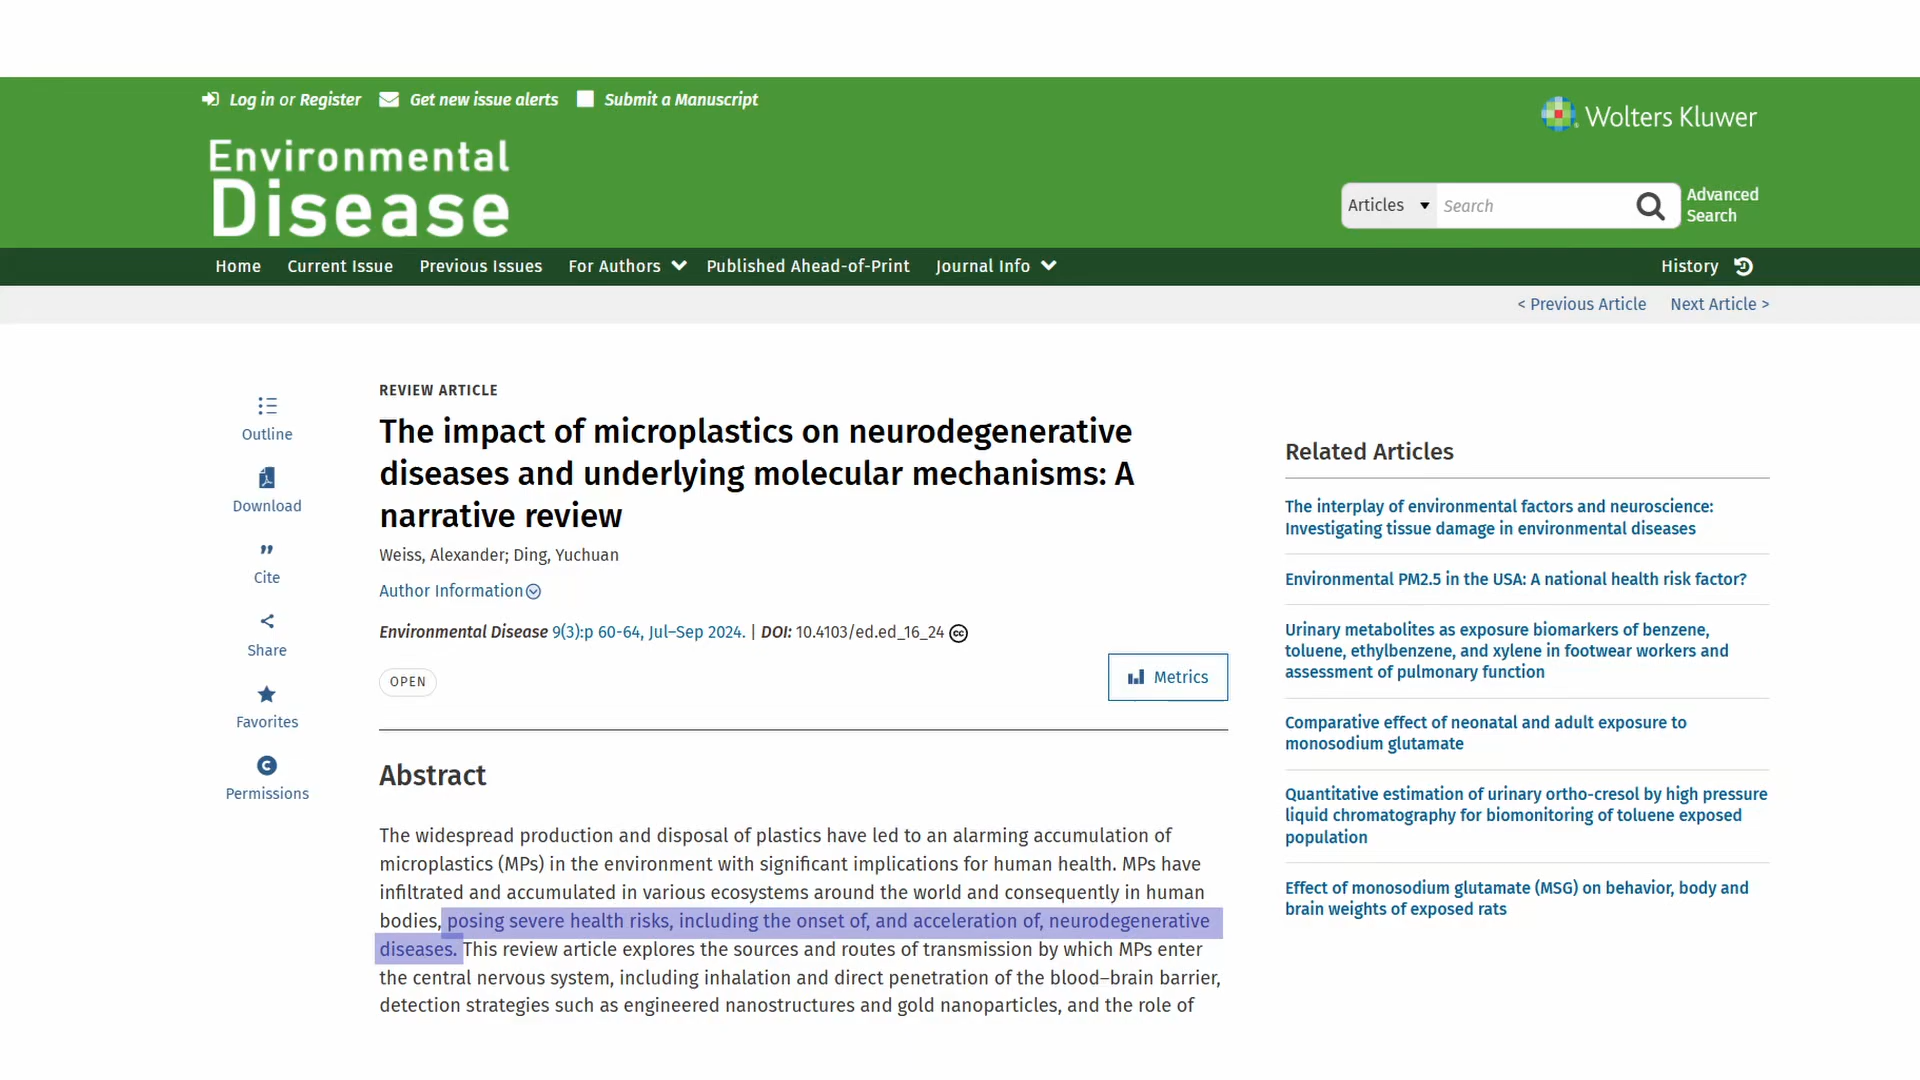 Log in or Register Get new issue alerts Submit a Manuscript
Wolters Kluwer
Environmental
Disease
Articles Search
Advanced
Search
Home Current Issue Previous Issues For Authors Published Ahead-of-Print Journal Info History
< Previous Article Next Article >
Outline
Download
Cite
Share
Favorites
Permissions
REVIEW ARTICLE
The impact of microplastics on neurodegenerative
diseases and underlying molecular mechanisms: A
narrative review
Weiss, Alexander; Ding, Yuchuan
Author Information
Environmental Disease 9(3):p 60-64, Jul–Sep 2024. | DOI: 10.4103/ed.ed_16_24 cc
OPEN
Metrics
Abstract
The widespread production and disposal of plastics have led to an alarming accumulation of
microplastics (MPs) in the environment with significant implications for human health. MPs have
infiltrated and accumulated in various ecosystems around the world and consequently in human
bodies, posing severe health risks, including the onset of, and acceleration of, neurodegenerative
diseases. This review article explores the sources and routes of transmission by which MPs enter
the central nervous system, including inhalation and direct penetration of the blood–brain barrier,
detection strategies such as engineered nanostructures and gold nanoparticles, and the role of
Related Articles
The interplay of environmental factors and neuroscience:
Investigating tissue damage in environmental diseases
Environmental PM2.5 in the USA: A national health risk factor?
Urinary metabolites as exposure biomarkers of benzene,
toluene, ethylbenzene, and xylene in footwear workers and
assessment of pulmonary function
Comparative effect of neonatal and adult exposure to
monosodium glutamate
Quantitative estimation of urinary ortho-cresol by high pressure
liquid chromatography for biomonitoring of toluene exposed
population
Effect of monosodium glutamate (MSG) on behavior, body and
brain weights of exposed rats